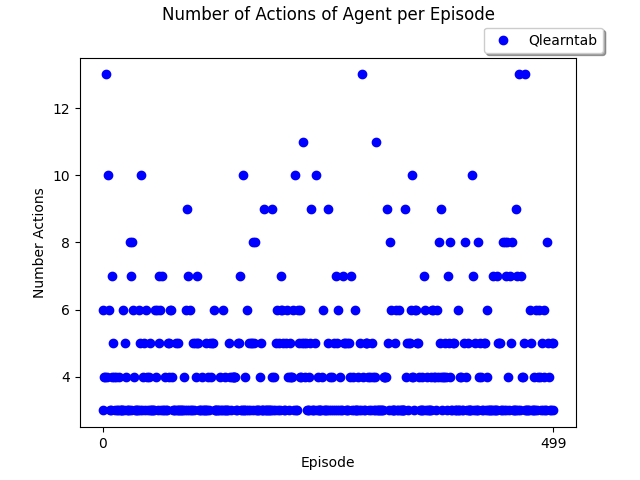 Number of Actions of Agent per Episode
Qlearntab
12
10
8
6
4
Number Actions
0
499
Episode